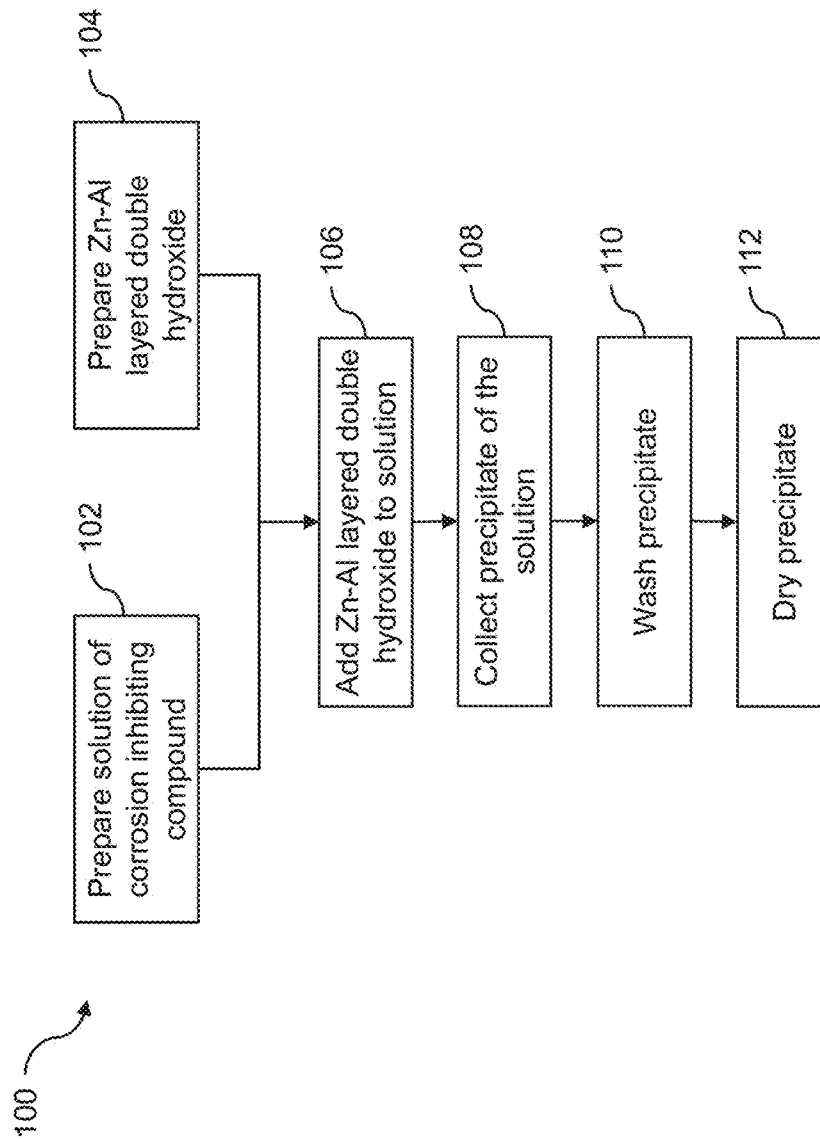 100
102
Prepare solution of
corrosion inhibiting
compound
104
Prepare Zn-Al
layered double
hydroxide
106
Add Zn-Al layered double
hydroxide to solution
108
Collect precipitate of the
solution
110
Wash precipitate
112
Dry precipitate